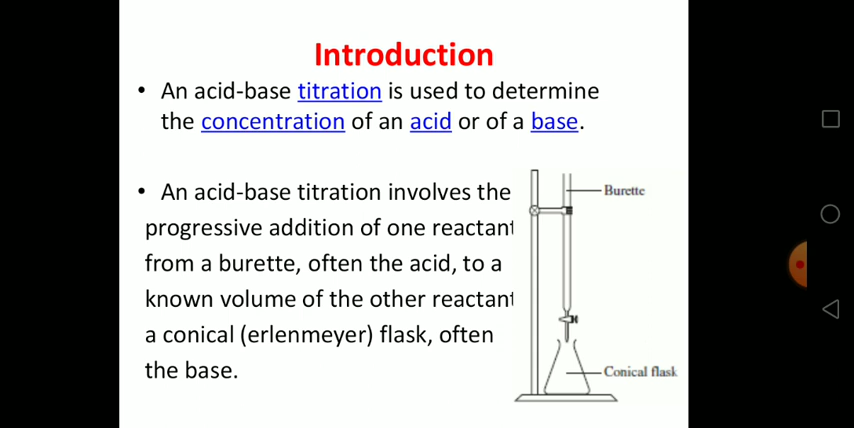 Introduction
• An acid-base titration is used to determine
the concentration of an acid or of a base.
• An acid-base titration involves the
progressive addition of one reactant
from a burette, often the acid, to a
known volume of the other reactant
a conical (erlenmeyer) flask, often
the base.
Burette
Conical flask